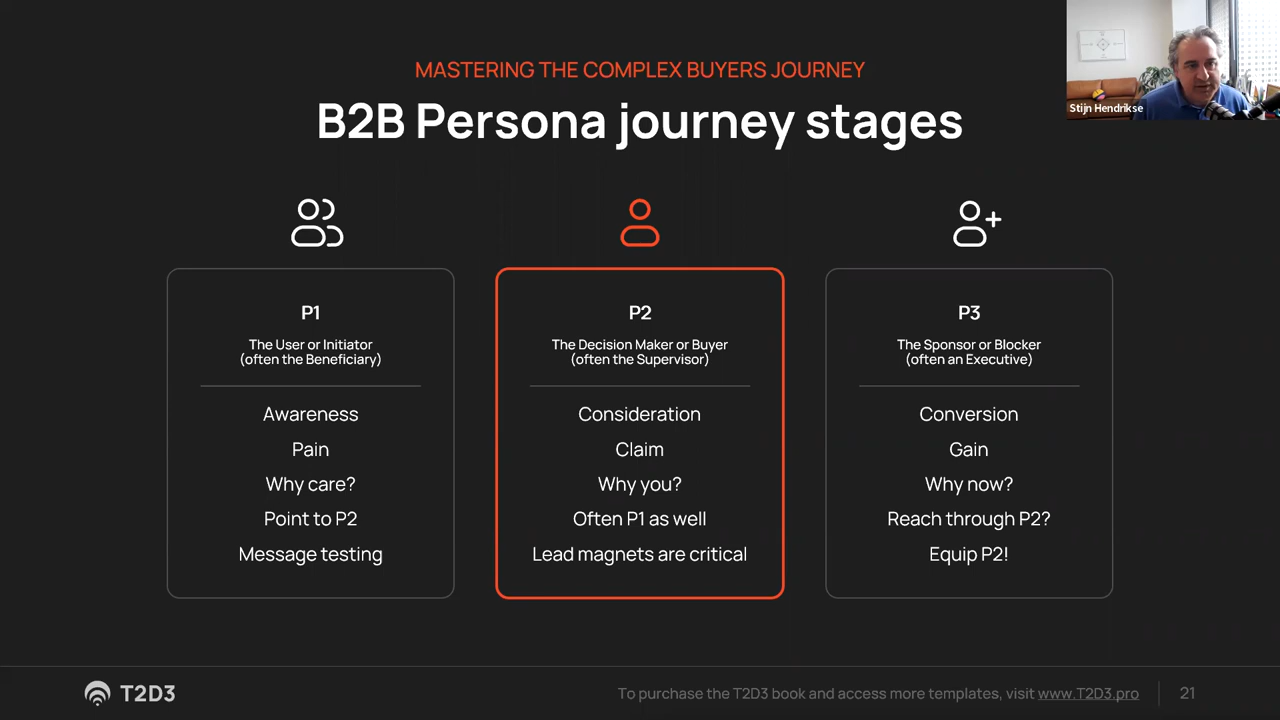 MASTERING THE COMPLEX BUYERS JOURNEY
B2B Persona journey stages
Stijn Hendrikse
P1
The User or Initiator
(often the Beneficiary)
Awareness
Pain
Why care?
Point to P2
Message testing
P2
The Decision Maker or Buyer
(often the Supervisor)
Consideration
Claim
Why you?
Often P1 as well
Lead magnets are critical
P3
The Sponsor or Blocker
(often an Executive)
Conversion
Gain
Why now?
Reach through P2?
Equip P2!
T2D3
To purchase the T2D3 book and access more templates, visit www.T2D3.pro
21